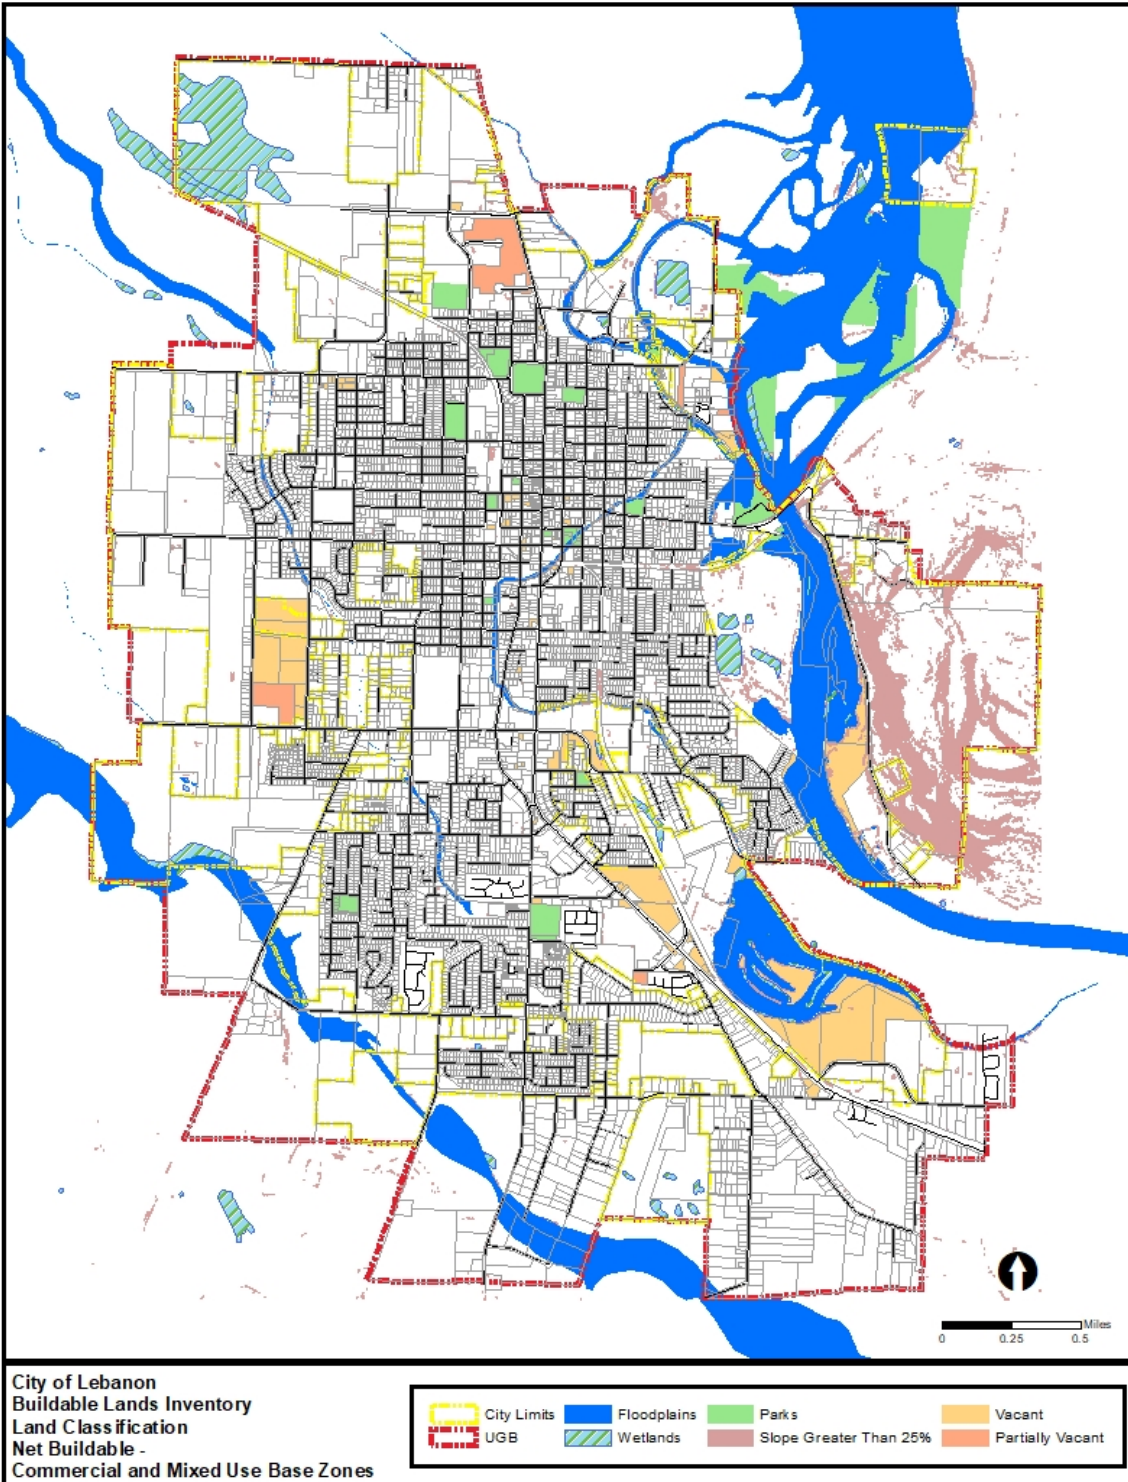 Miles
0 0.25 0.5
City of Lebanon
Buildable Lands Inventory
Land Classification
Net Buildable -
Commercial and Mixed Use Base Zones
City Limits Floodplains Parks Vacant
UGB Wetlands Slope Greater Than 25% Partially Vacant